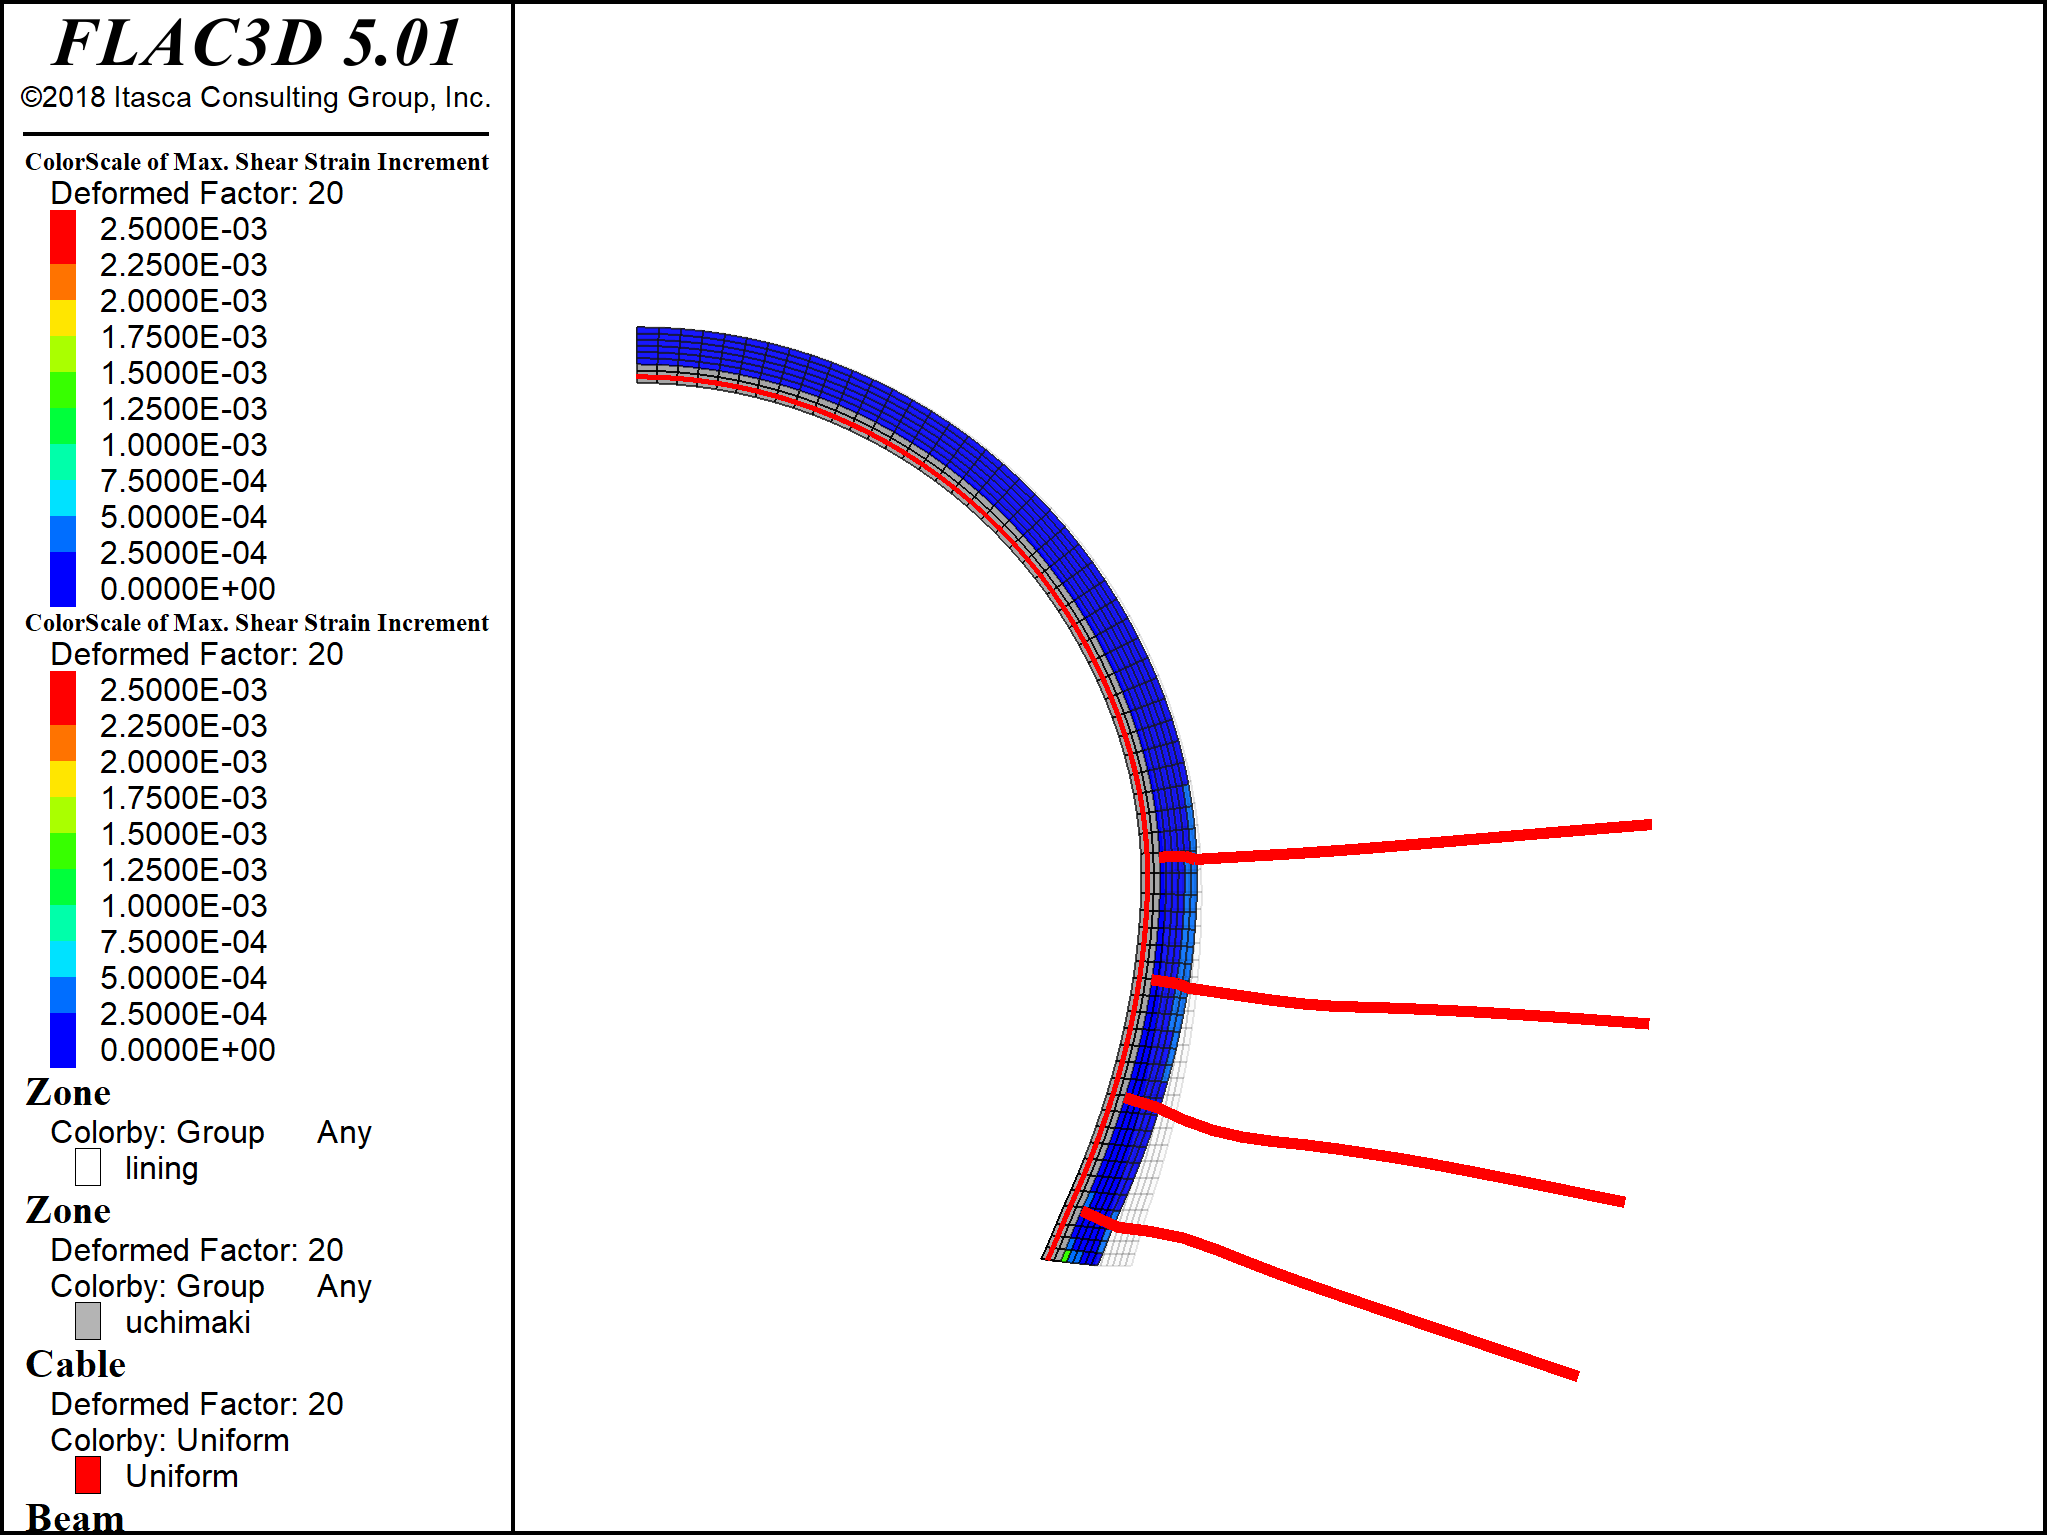 FLAC3D 5.01
©2018 Itasca Consulting Group, Inc.
ColorScale of Max. Shear Strain Increment
Deformed Factor: 20
2.5000E-03
2.2500E-03
2.0000E-03
1.7500E-03
1.5000E-03
1.2500E-03
1.0000E-03
7.5000E-04
5.0000E-04
2.5000E-04
0.0000E+00
ColorScale of Max. Shear Strain Increment
Deformed Factor: 20
2.5000E-03
2.2500E-03
2.0000E-03
1.7500E-03
1.5000E-03
1.2500E-03
1.0000E-03
7.5000E-04
5.0000E-04
2.5000E-04
0.0000E+00
Zone
Colorby: Group Any
lining
Zone
Deformed Factor: 20
Colorby: Group Any
uchimaki
Cable
Deformed Factor: 20
Colorby: Uniform
Uniform
Beam